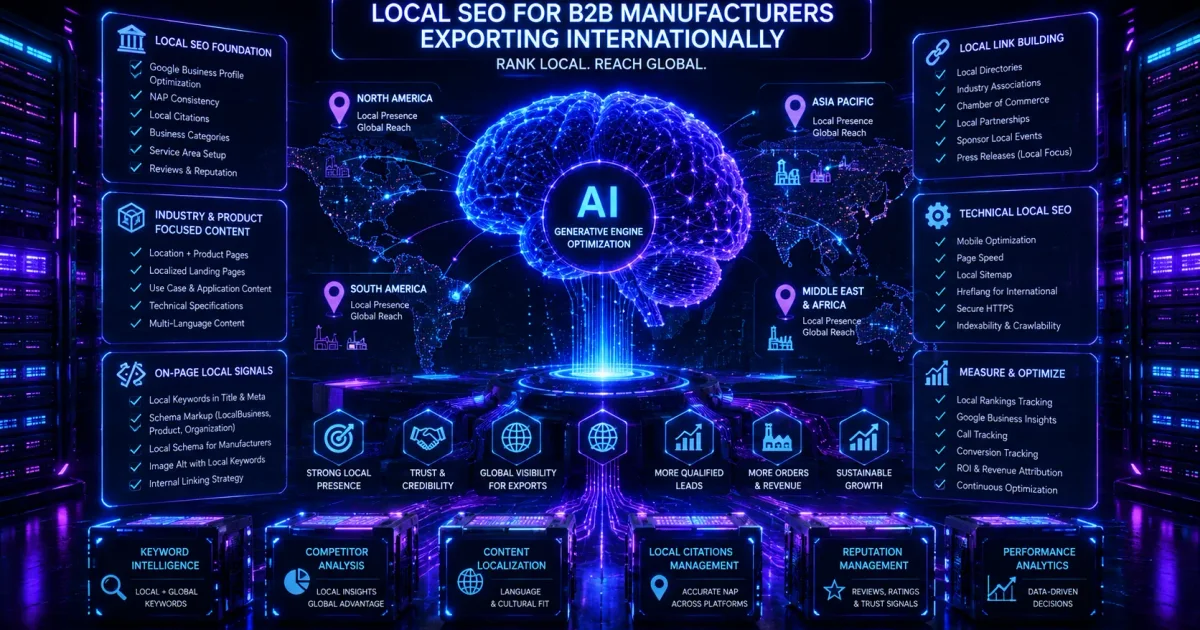 LOCAL SEO FOR B2B MANUFACTURERS
EXPORTING INTERNATIONALLY
RANK LOCAL. REACH GLOBAL.
LOCAL SEO FOUNDATION
Google Business Profile
Optimization
NAP Consistency
Local Citations
Business Categories
Service Area Setup
Reviews & Reputation
INDUSTRY & PRODUCT
FOCUSED CONTENT
Location + Product Pages
Localized Landing Pages
Use Case & Application Content
Technical Specifications
Multi-Language Content
ON-PAGE LOCAL SIGNALS
Local Keywords in Title & Meta
Schema Markup (LocalBusiness,
Product, Organization)
Local Schema for Manufacturers
Image Alt with Local Keywords
Internal Linking Strategy
NORTH AMERICA
Local Presence
Global Reach
SOUTH AMERICA
Local Presence
Global Reach
AI
GENERATIVE ENGINE
OPTIMIZATION
ASIA PACIFIC
Local Presence
Global Reach
MIDDLE EAST
& AFRICA
Local Presence
Global Reach
LOCAL LINK BUILDING
Local Directories
Industry Associations
Chamber of Commerce
Local Partnerships
Sponsor Local Events
Press Releases (Local Focus)
TECHNICAL LOCAL SEO
Mobile Optimization
Page Speed
Local Sitemap
Hreflang for International
Secure HTTPS
Indexability & Crawlability
MEASURE & OPTIMIZE
Local Rankings Tracking
Google Business Insights
Call Tracking
Conversion Tracking
ROI & Revenue Attribution
Continuous Optimization
STRONG LOCAL
PRESENCE
TRUST &
CREDIBILITY
GLOBAL VISIBILITY
FOR EXPORTS
MORE QUALIFIED
LEADS
MORE ORDERS
& REVENUE
SUSTAINABLE
GROWTH
KEYWORD
INTELLIGENCE
LOCAL + GLOBAL
KEYWORDS
COMPETITOR
ANALYSIS
LOCAL INSIGHTS
GLOBAL ADVANTAGE
CONTENT
LOCALIZATION
LANGUAGE
& CULTURAL FIT
LOCAL CITATIONS
MANAGEMENT
ACCURATE NAP
ACROSS PLATFORMS
REPUTATION
MANAGEMENT
REVIEWS, RATINGS
& TRUST SIGNALS
PERFORMANCE
ANALYTICS
DATA-DRIVEN
DECISIONS